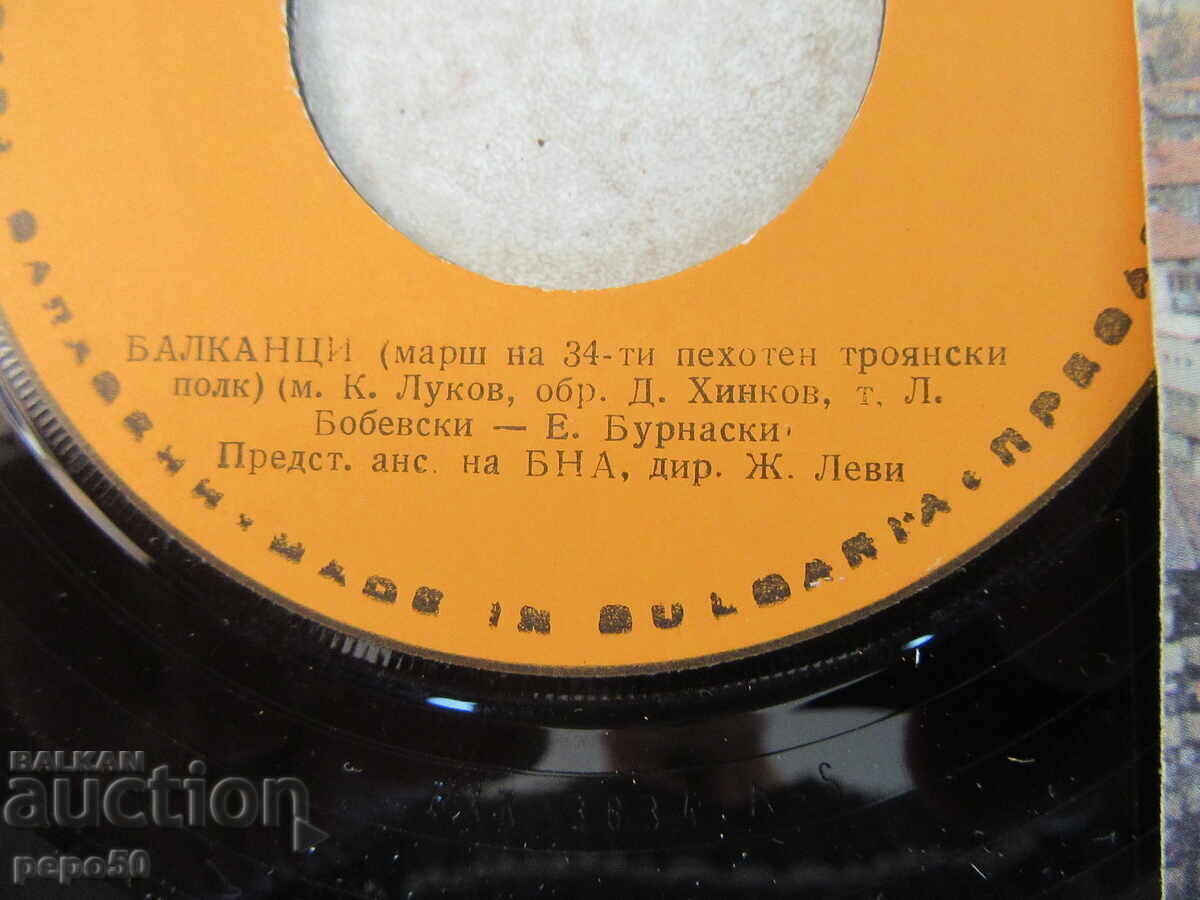 БАЛКАНЦИ (марш на 34-ти пехотен троянски
полк) (м. К. Луков, обр. Д. Хинков, т. Л.
Бобевски — Е. Бурнаски
Предст. анс. на БНА, дир. Ж. Леви
ЗАПАЗЕНИ • MADE IN BULGARIA •
BALKAN
auction
pepo50